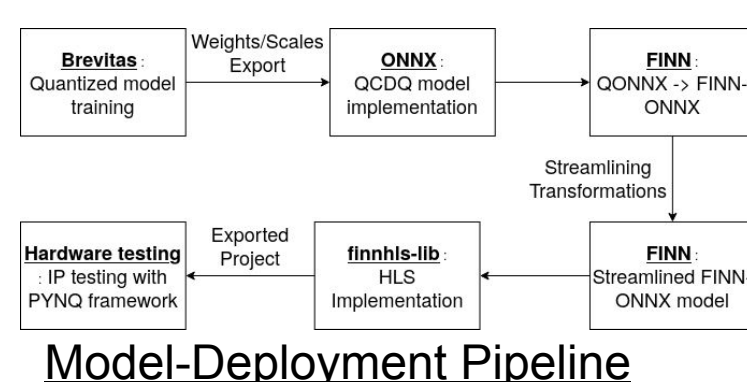 Brevitas:
Quantized model
training
Weights/Scales
Export
ONNX:
QCDQ model
implementation
FINN:
QONNX -> FINN-
ONNX
Streamlining
Transformations
FINN:
Streamlined FINN-
ONNX model
finnhls-lib:
HLS
Implementation
Exported
Project
Hardware testing
: IP testing with
PYNQ framework
Model-Deployment Pipeline